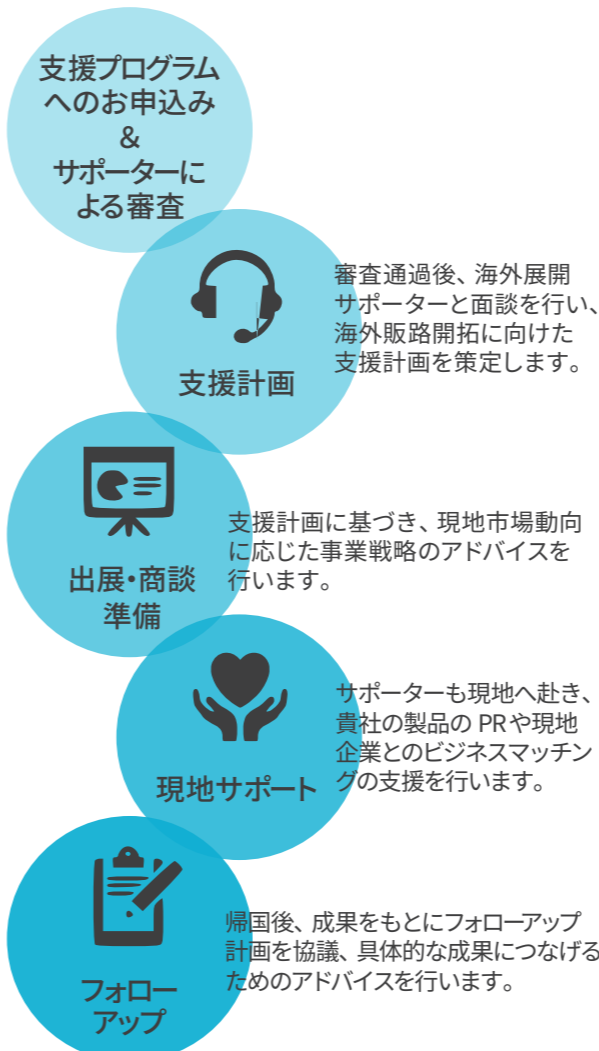 支援プログラム
へのお申込み
&
サポーターに
よる審査
支援計画
審査通過後、海外展開
サポーターと面談を行い、
海外販路開拓に向けた
支援計画を策定します。
出展・商談
準備
支援計画に基づき、現地市場動向
に応じた事業戦略のアドバイスを
行います。
現地サポート
サポーターも現地へ赴き、
貴社の製品の PRや現地
企業とのビジネスマッチン
グの支援を行います。
フォロー
アップ
帰国後、成果をもとにフォローアップ
計画を協議、具体的な成果につなげる
ためのアドバイスを行います。